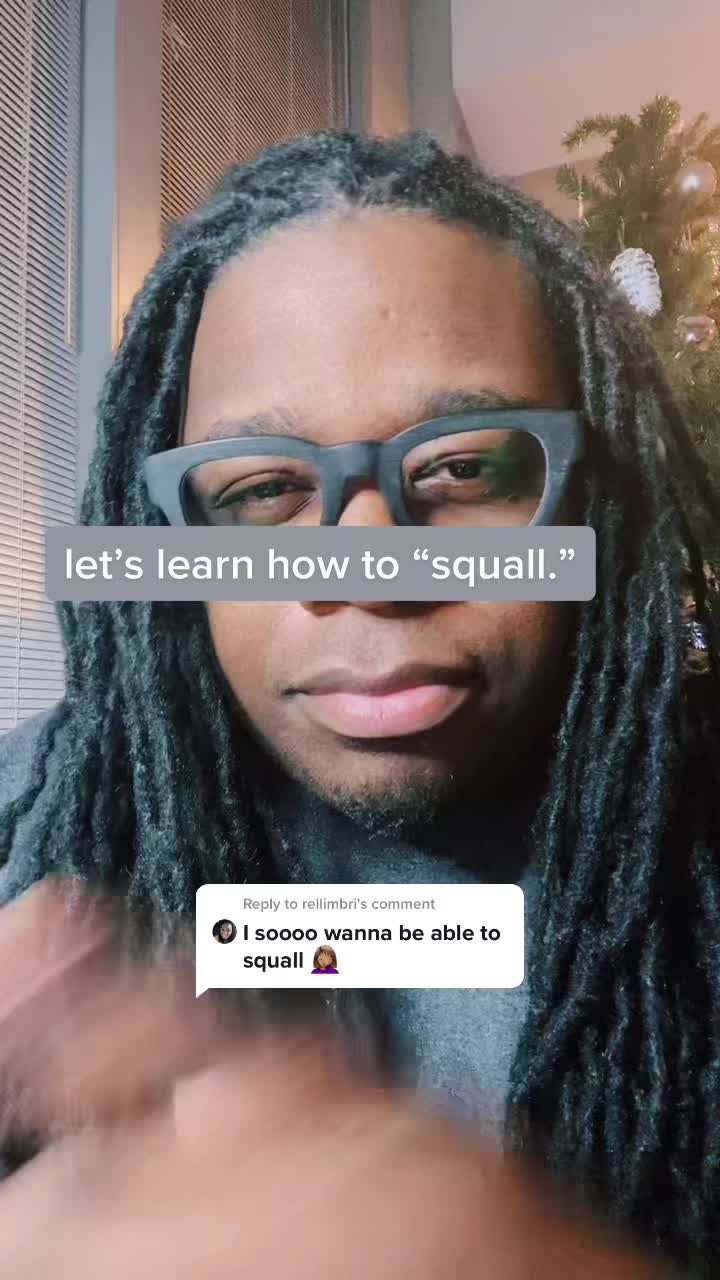 let’s learn how to “squall.”
Reply to rellimbri's comment
I soooo wanna be able to
squall 🤦🏽‍♀️